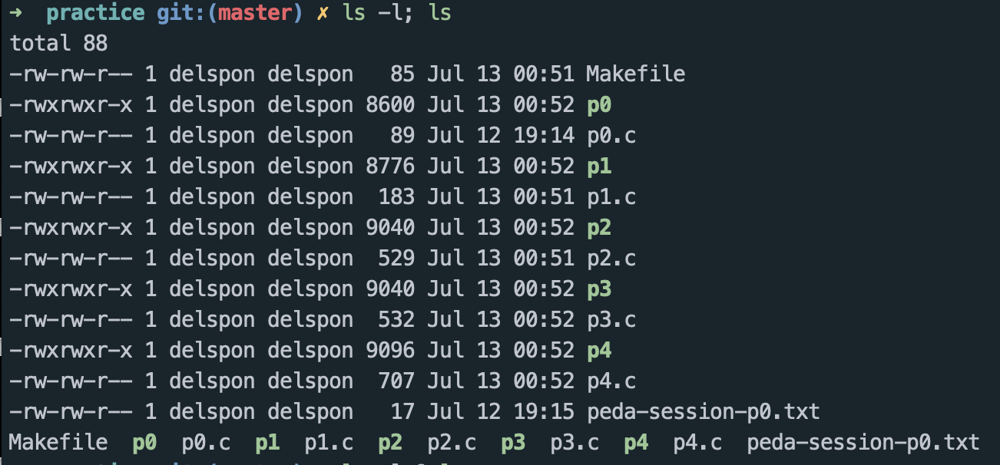 ➜ practice git:(master) ✗ ls -l; ls
total 88
-rw-rw-r-- 1 delspon delspon   85 Jul 13 00:51 Makefile
-rwxrwxr-x 1 delspon delspon 8600 Jul 13 00:52 p0
-rw-rw-r-- 1 delspon delspon   89 Jul 12 19:14 p0.c
-rwxrwxr-x 1 delspon delspon 8776 Jul 13 00:52 p1
-rw-rw-r-- 1 delspon delspon  183 Jul 13 00:51 p1.c
-rwxrwxr-x 1 delspon delspon 9040 Jul 13 00:52 p2
-rw-rw-r-- 1 delspon delspon  529 Jul 13 00:51 p2.c
-rwxrwxr-x 1 delspon delspon 9040 Jul 13 00:52 p3
-rw-rw-r-- 1 delspon delspon  532 Jul 13 00:52 p3.c
-rwxrwxr-x 1 delspon delspon 9096 Jul 13 00:52 p4
-rw-rw-r-- 1 delspon delspon  707 Jul 13 00:52 p4.c
-rw-rw-r-- 1 delspon delspon   17 Jul 12 19:15 peda-session-p0.txt
Makefile  p0  p0.c  p1  p1.c  p2  p2.c  p3  p3.c  p4  p4.c  peda-session-p0.txt